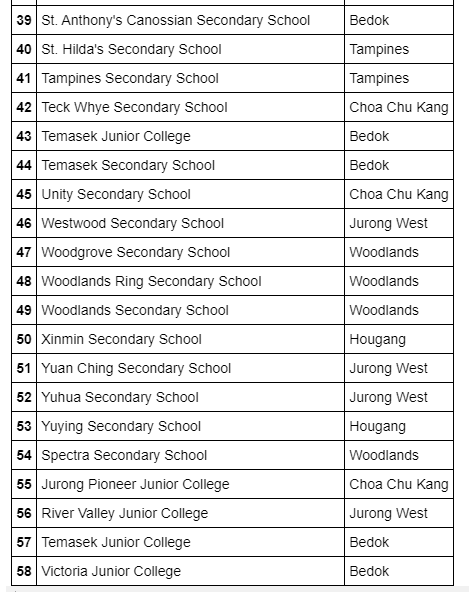 39 St. Anthony's Canossian Secondary School Bedok
40 St. Hilda's Secondary School Tampines
41 Tampines Secondary School Tampines
42 Teck Whye Secondary School Choa Chu Kang
43 Temasek Junior College Bedok
44 Temasek Secondary School Bedok
45 Unity Secondary School Choa Chu Kang
46 Westwood Secondary School Jurong West
47 Woodgrove Secondary School Woodlands
48 Woodlands Ring Secondary School Woodlands
49 Woodlands Secondary School Woodlands
50 Xinmin Secondary School Hougang
51 Yuan Ching Secondary School Jurong West
52 Yuhua Secondary School Jurong West
53 Yuying Secondary School Hougang
54 Spectra Secondary School Woodlands
55 Jurong Pioneer Junior College Choa Chu Kang
56 River Valley Junior College Jurong West
57 Temasek Junior College Bedok
58 Victoria Junior College Bedok